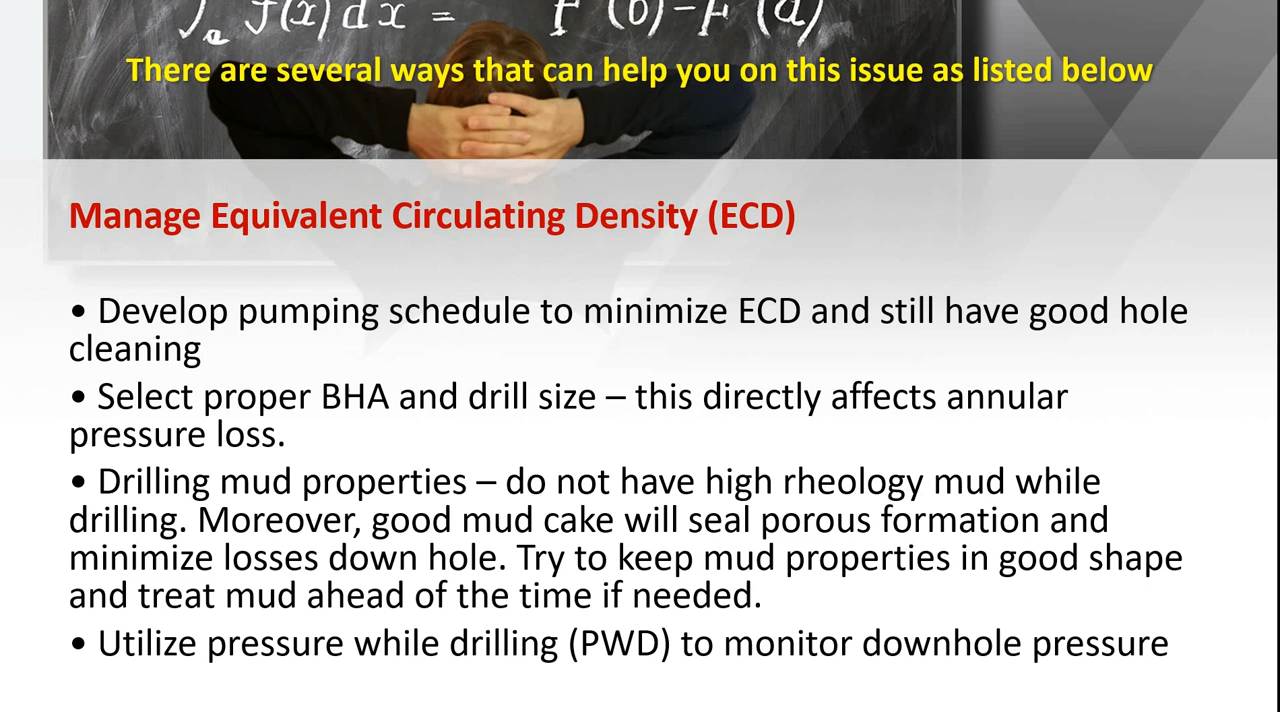 ∫a f(x) dx = F(b)-F(a)
There are several ways that can help you on this issue as listed below
Manage Equivalent Circulating Density (ECD)
• Develop pumping schedule to minimize ECD and still have good hole
cleaning
• Select proper BHA and drill size – this directly affects annular
pressure loss.
• Drilling mud properties – do not have high rheology mud while
drilling. Moreover, good mud cake will seal porous formation and
minimize losses down hole. Try to keep mud properties in good shape
and treat mud ahead of the time if needed.
• Utilize pressure while drilling (PWD) to monitor downhole pressure